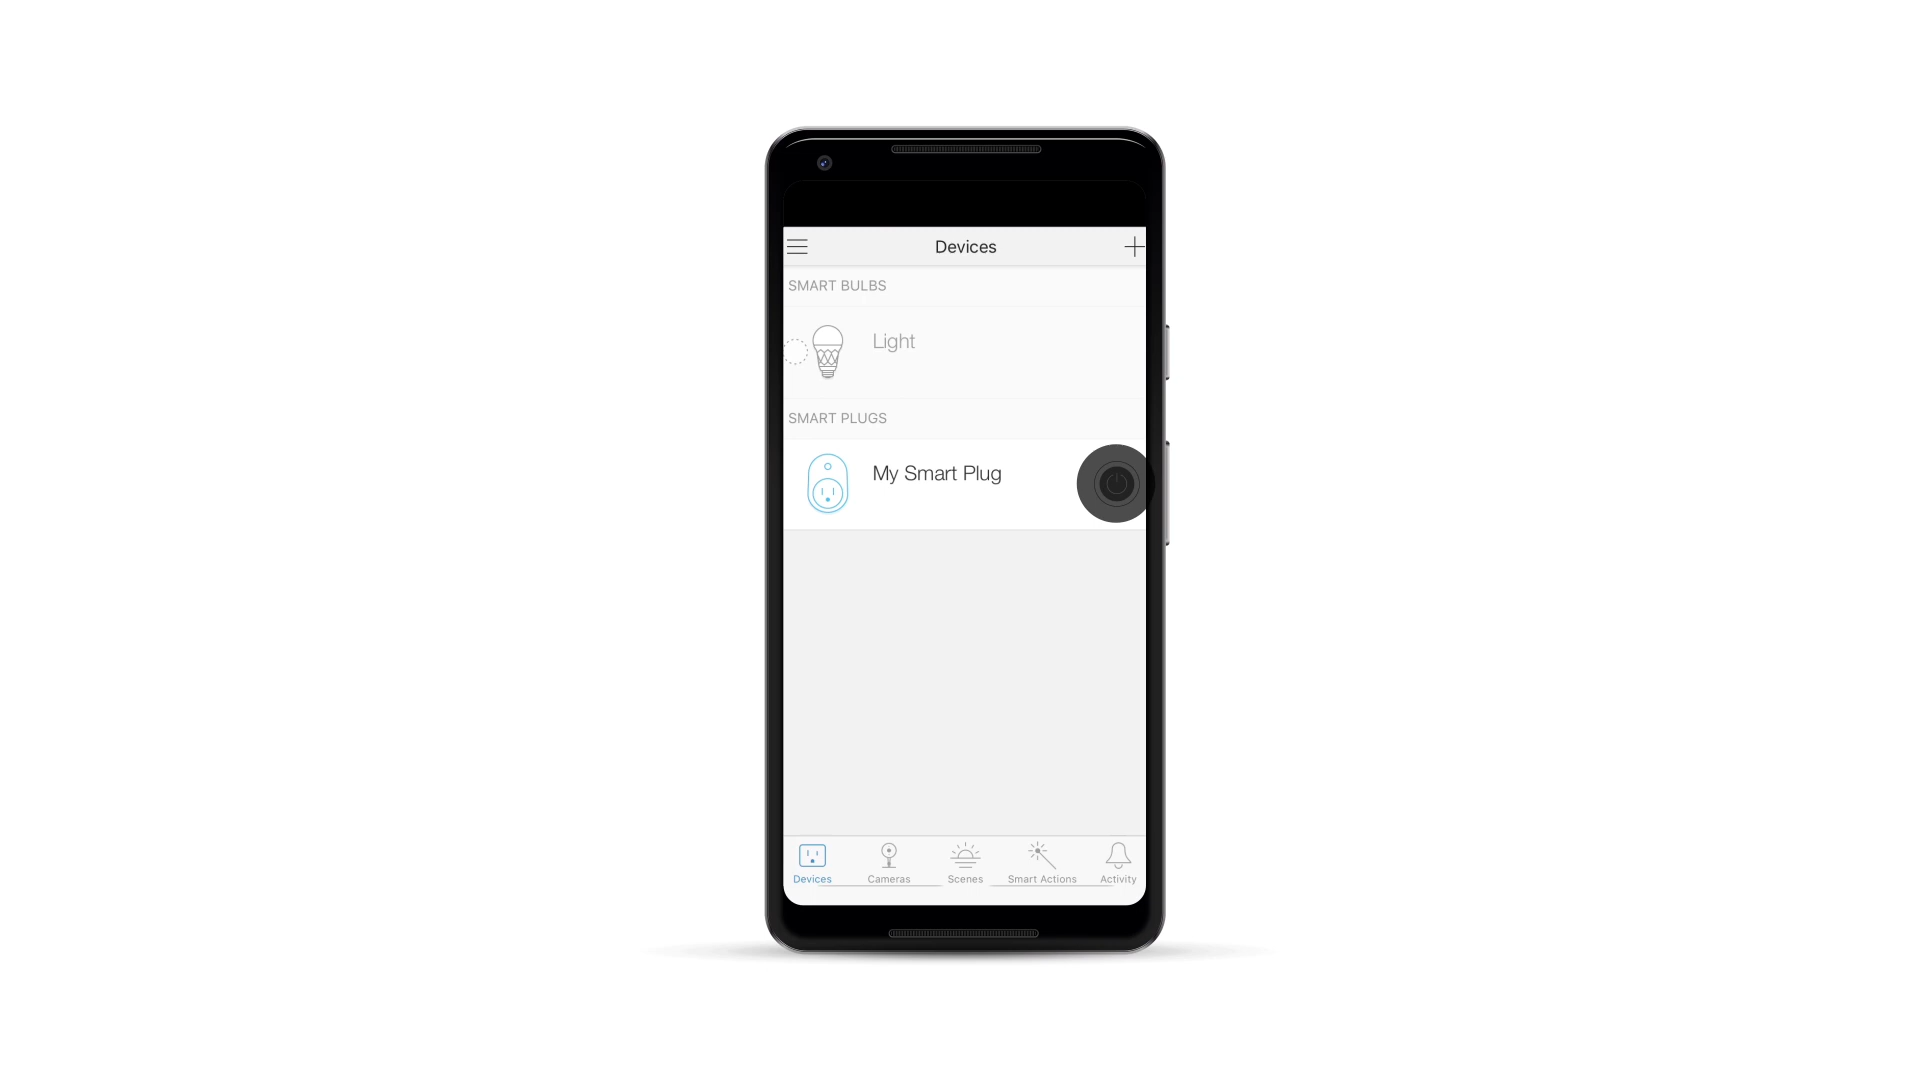 Devices
SMART BULBS
Light
SMART PLUGS
My Smart Plug
Devices
Cameras
Scenes
Smart Actions
Activity